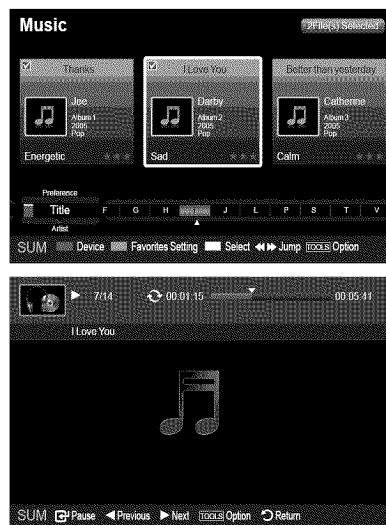 Music
2File(s) Selected
Thanks
I Love You
Better than yesterday
Joe
Album 1
2005
Pop
Energetic
Darby
Album 2
2005
Pop
Sad
Catherine
Album 3
2005
Pop
Calm
Preference
Title F G H J L P S T V
Artist
SUM Device Favorites Setting Select Jump TOOLS Option
7/14 00:01:15 00:05:41
I Love You
SUM Pause Previous Next TOOLS Option Return